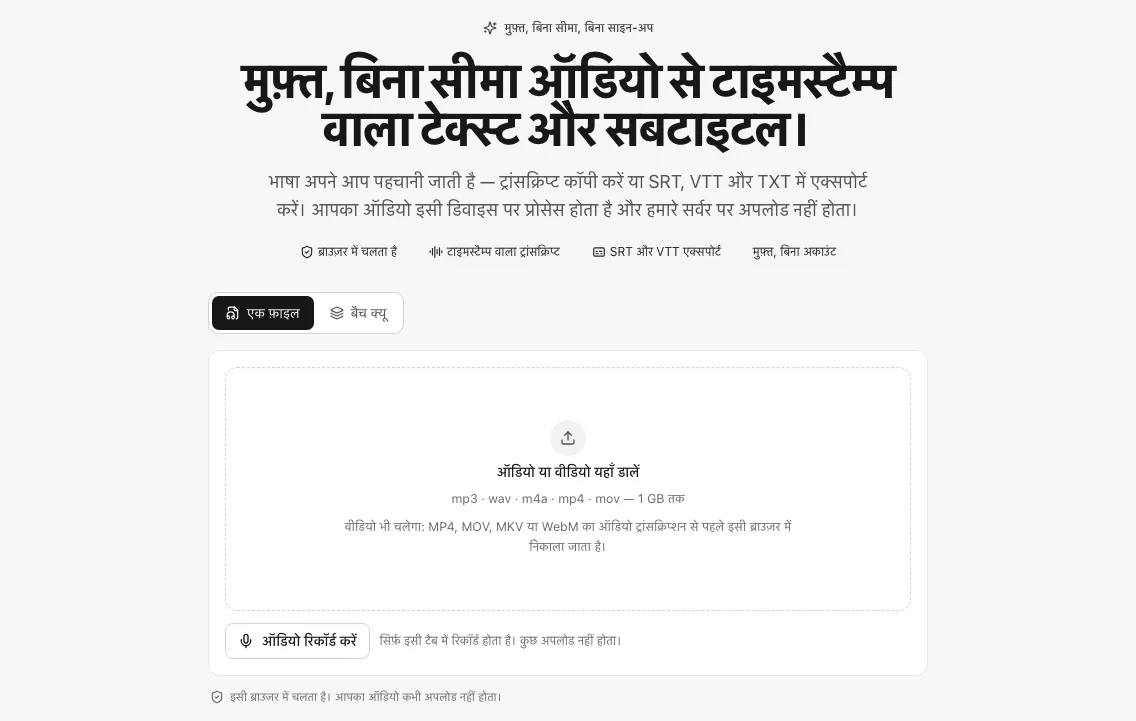 मुफ़्त, बिना सीमा, बिना साइन-अप
मुफ़्त, बिना सीमा ऑडियो से टाइमस्टैम्प
वाला टेक्स्ट और सबटाइटल।
भाषा अपने आप पहचानी जाती है — ट्रांसक्रिप्ट कॉपी करें या SRT, VTT और TXT में एक्सपोर्ट
करें। आपका ऑडियो इसी डिवाइस पर प्रोसेस होता है और हमारे सर्वर पर अपलोड नहीं होता।
ब्राउज़र में चलता है टाइमस्टैम्प वाला ट्रांसक्रिप्ट SRT और VTT एक्सपोर्ट मुफ़्त, बिना अकाउंट
एक फ़ाइल बैच क्यू
ऑडियो या वीडियो यहाँ डालें
mp3 · wav · m4a · mp4 · mov — 1 GB तक
वीडियो भी चलेगा: MP4, MOV, MKV या WebM का ऑडियो ट्रांसक्रिप्शन से पहले इसी ब्राउज़र में
निकाला जाता है।
ऑडियो रिकॉर्ड करें सिर्फ़ इसी टैब में रिकॉर्ड होता है। कुछ अपलोड नहीं होता।
इसी ब्राउज़र में चलता है। आपका ऑडियो कभी अपलोड नहीं होता।